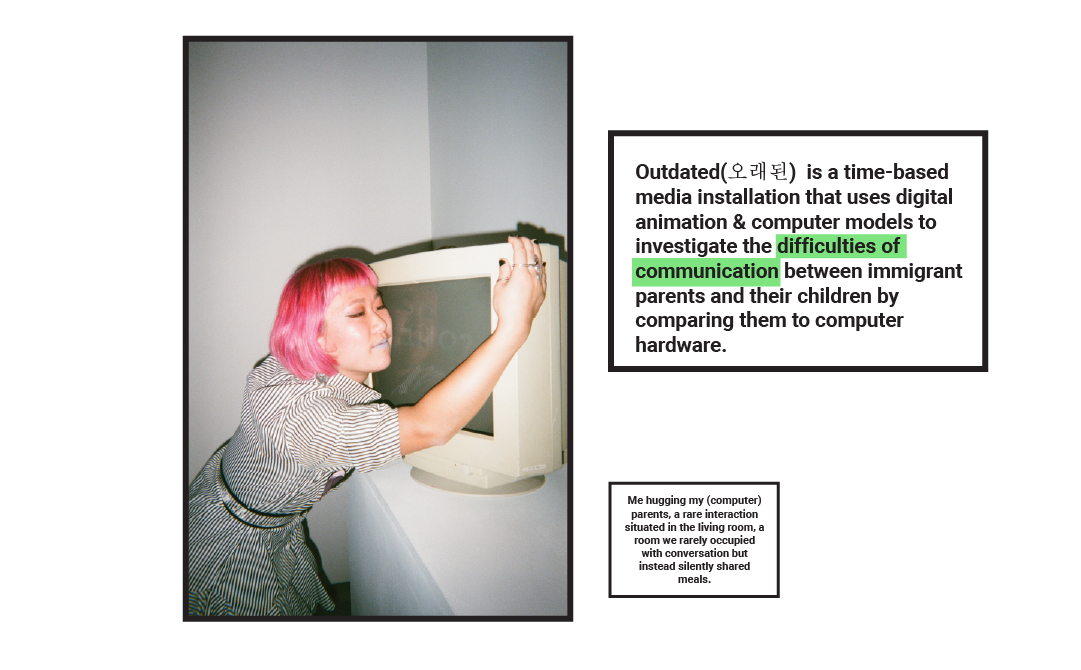 Outdated(오래된) is a time-based
media installation that uses digital
animation & computer models to
investigate the difficulties of
communication between immigrant
parents and their children by
comparing them to computer
hardware.
Me hugging my (computer)
parents, a rare interaction
situated in the living room, a
room we rarely occupied
with conversation but
instead silently shared
meals.